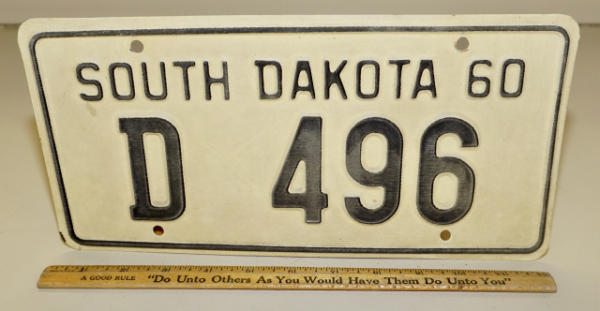 SOUTH DAKOTA 60
D 496
A GOOD RULE "Do Unto Others As You Would Have Them Do Unto You"